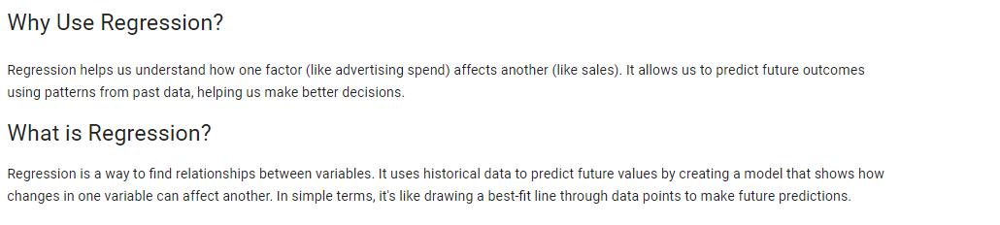 Why Use Regression?
Regression helps us understand how one factor (like advertising spend) affects another (like sales). It allows us to predict future outcomes
using patterns from past data, helping us make better decisions.
What is Regression?
Regression is a way to find relationships between variables. It uses historical data to predict future values by creating a model that shows how
changes in one variable can affect another. In simple terms, it's like drawing a best-fit line through data points to make future predictions.